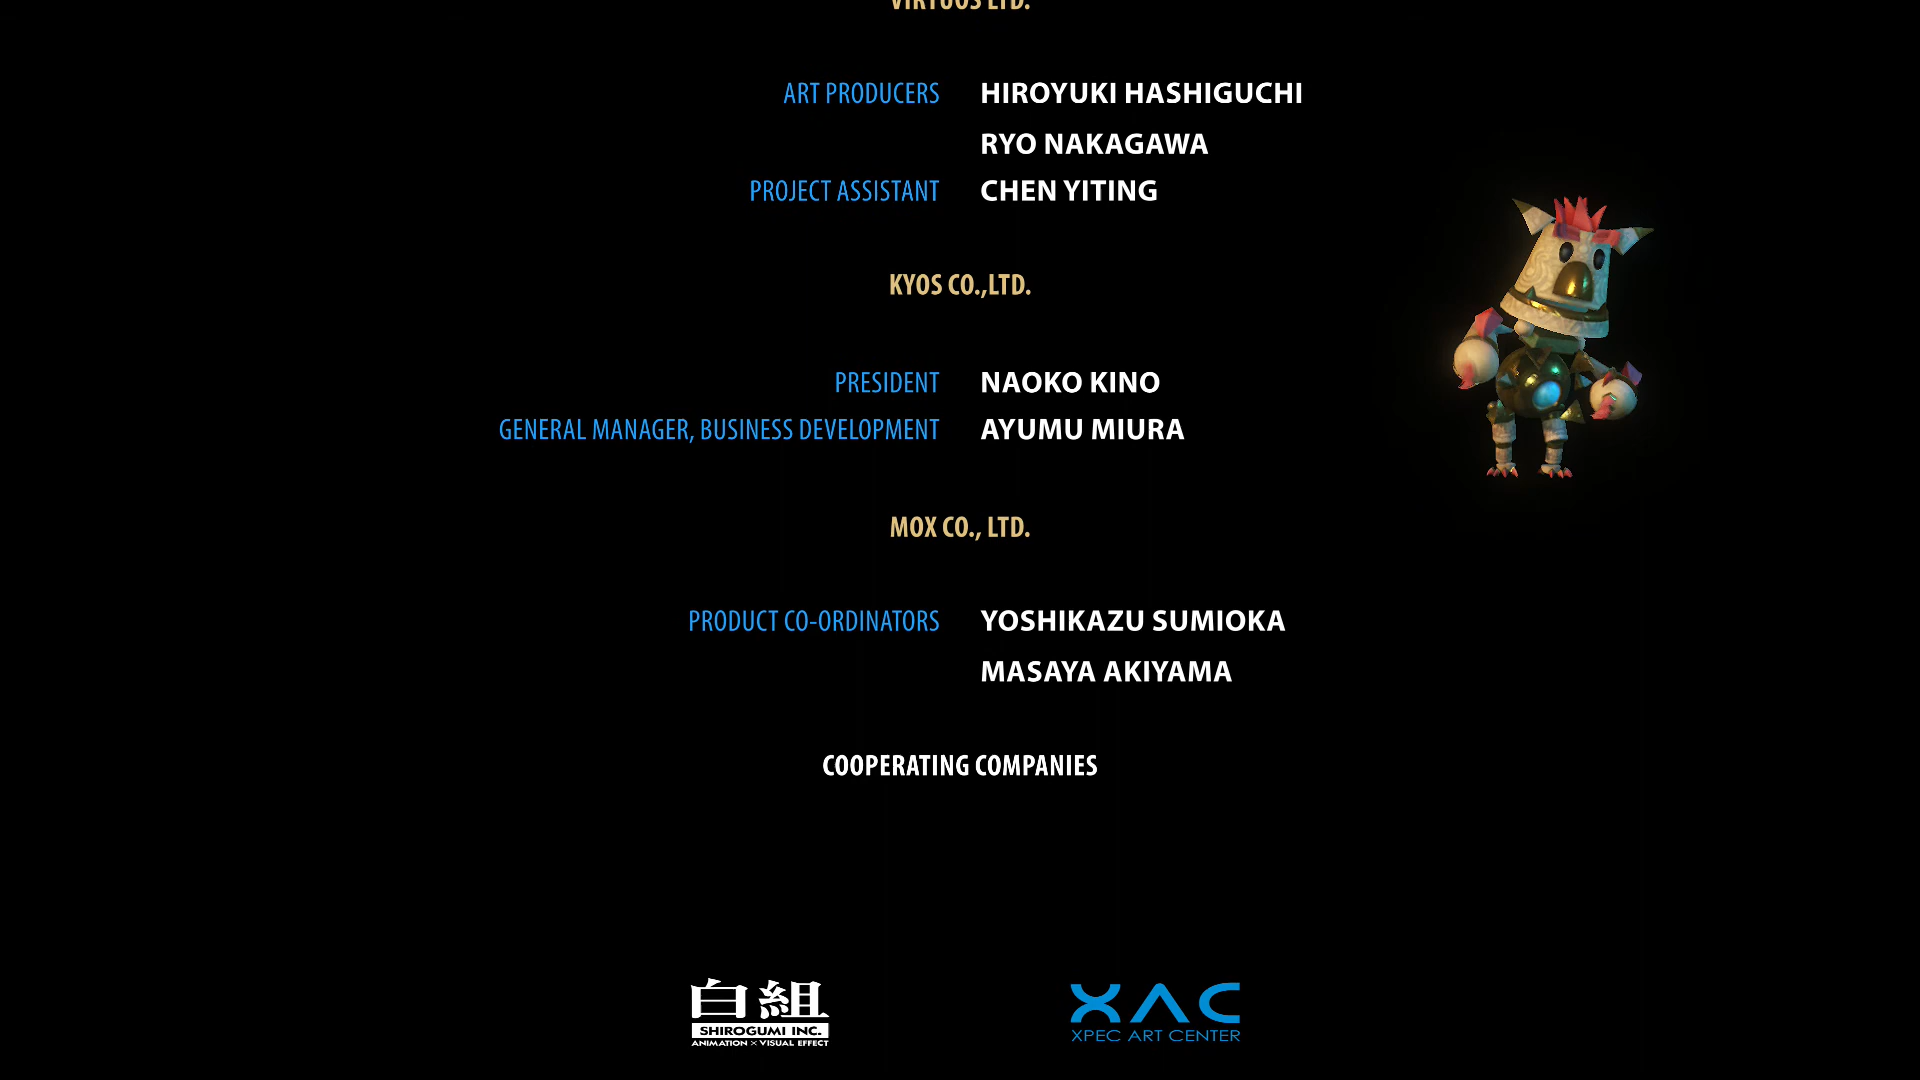 VIRTUOS LTD.
ART PRODUCERS HIROYUKI HASHIGUCHI
RYO NAKAGAWA
PROJECT ASSISTANT CHEN YITING
KYOS CO.,LTD.
PRESIDENT NAOKO KINO
GENERAL MANAGER, BUSINESS DEVELOPMENT AYUMU MIURA
MOX CO., LTD.
PRODUCT CO-ORDINATORS YOSHIKAZU SUMIOKA
MASAYA AKIYAMA
COOPERATING COMPANIES
白組
SHIROGUMI INC.
ANIMATION × VISUAL EFFECT
XAC
XPEC ART CENTER